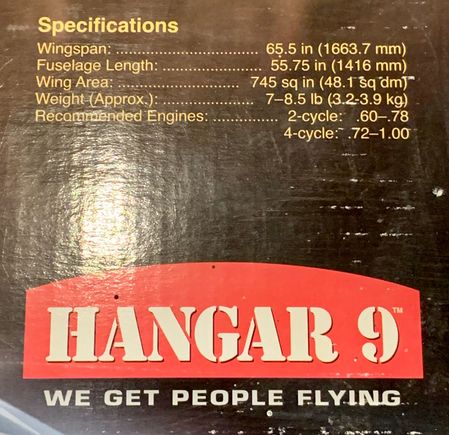 Specifications
Wingspan: ................................ 65.5 in (1663.7 mm)
Fuselage Length: ...................... 55.75 in (1416 mm)
Wing Area: ........................... 745 sq in (48.1 sq dm)
Weight (Approx.): .................... 7–8.5 lb (3.2-3.9 kg)
Recommended Engines: .............. 2-cycle: .60–.78
4-cycle: .72–1.00
HANGAR 9™
WE GET PEOPLE FLYING